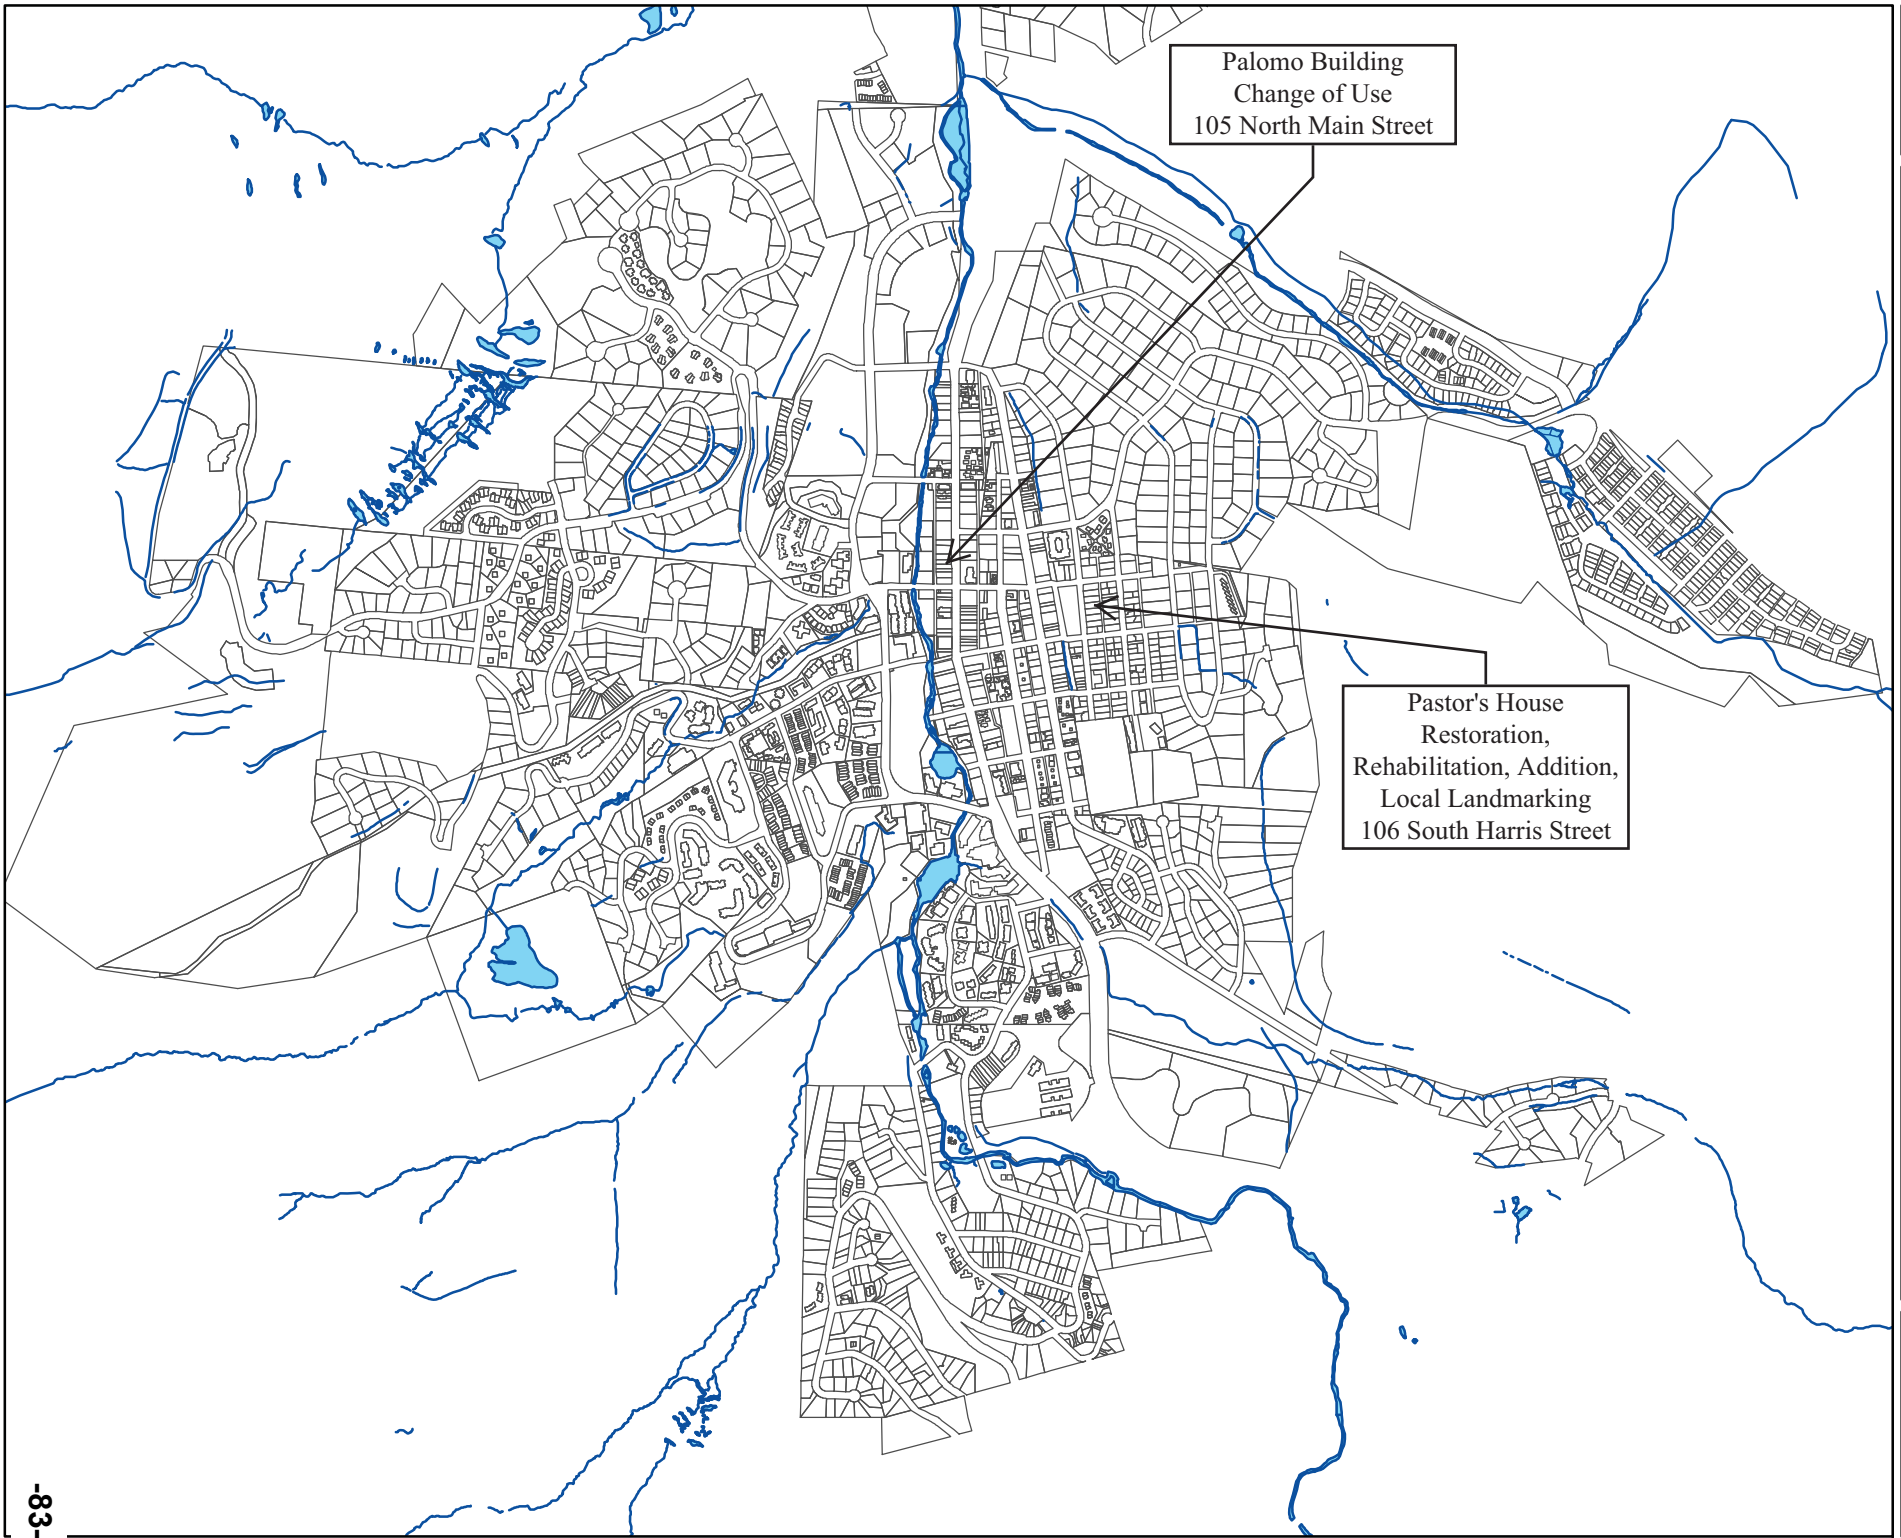 Palomo Building
Change of Use
105 North Main Street
Pastor's House
Restoration,
Rehabilitation, Addition,
Local Landmarking
106 South Harris Street
-83-